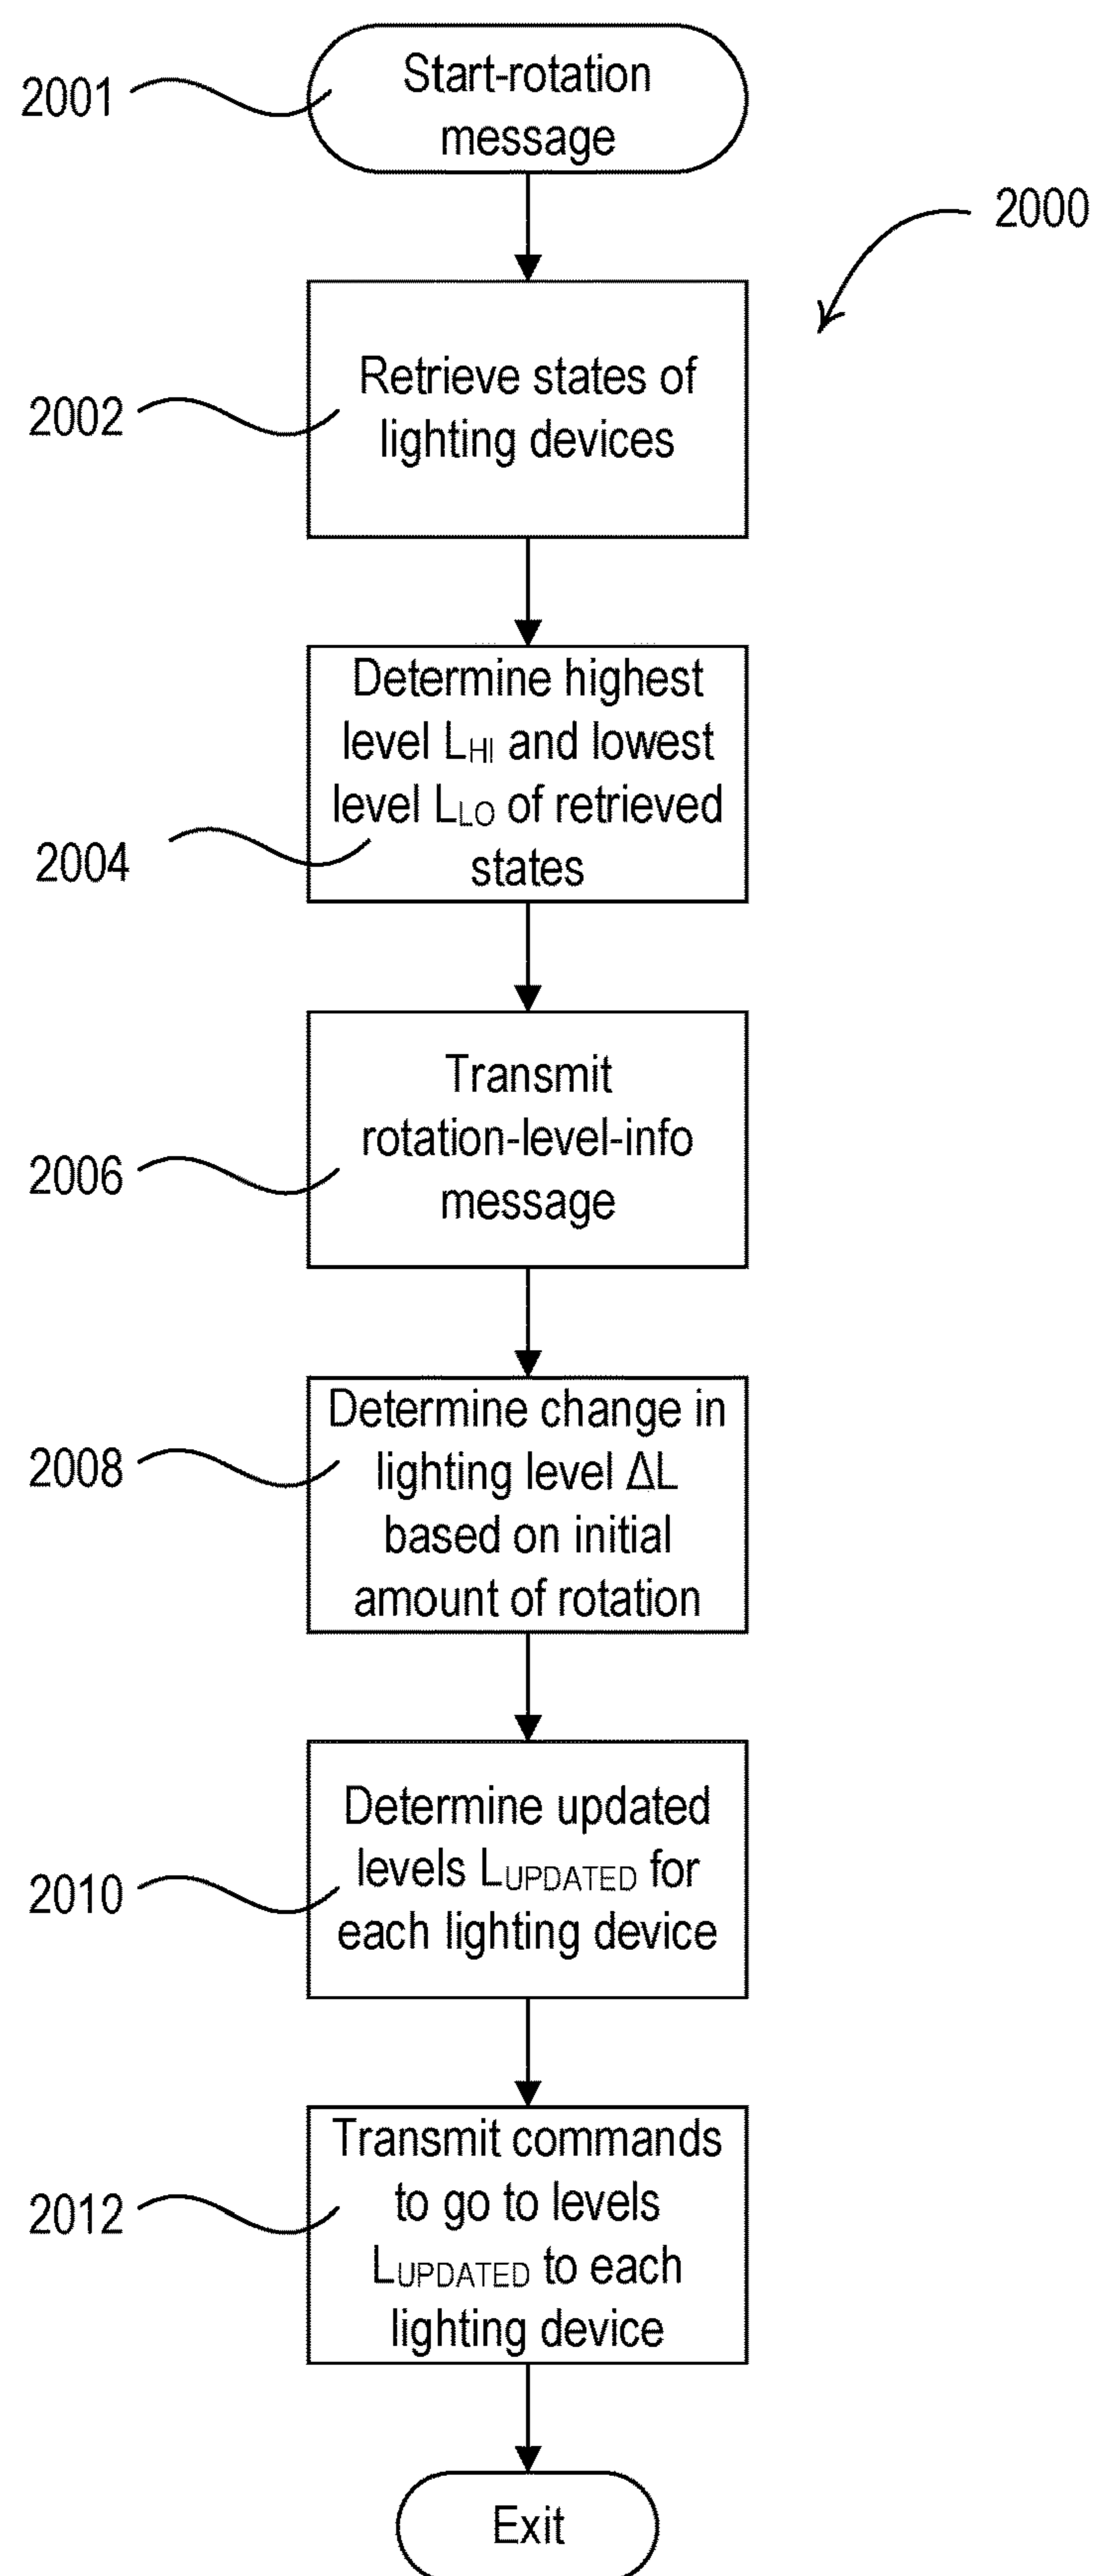 2001
Start-rotation
message
2000
2002
Retrieve states of
lighting devices
Determine highest
level LHI and lowest
level LLO of retrieved
states
2004
Transmit
rotation-level-info
message
2006
Determine change in
lighting level ΔL
based on initial
amount of rotation
2008
Determine updated
levels LUPDATED for
each lighting device
2010
Transmit commands
to go to levels
LUPDATED to each
lighting device
2012
Exit